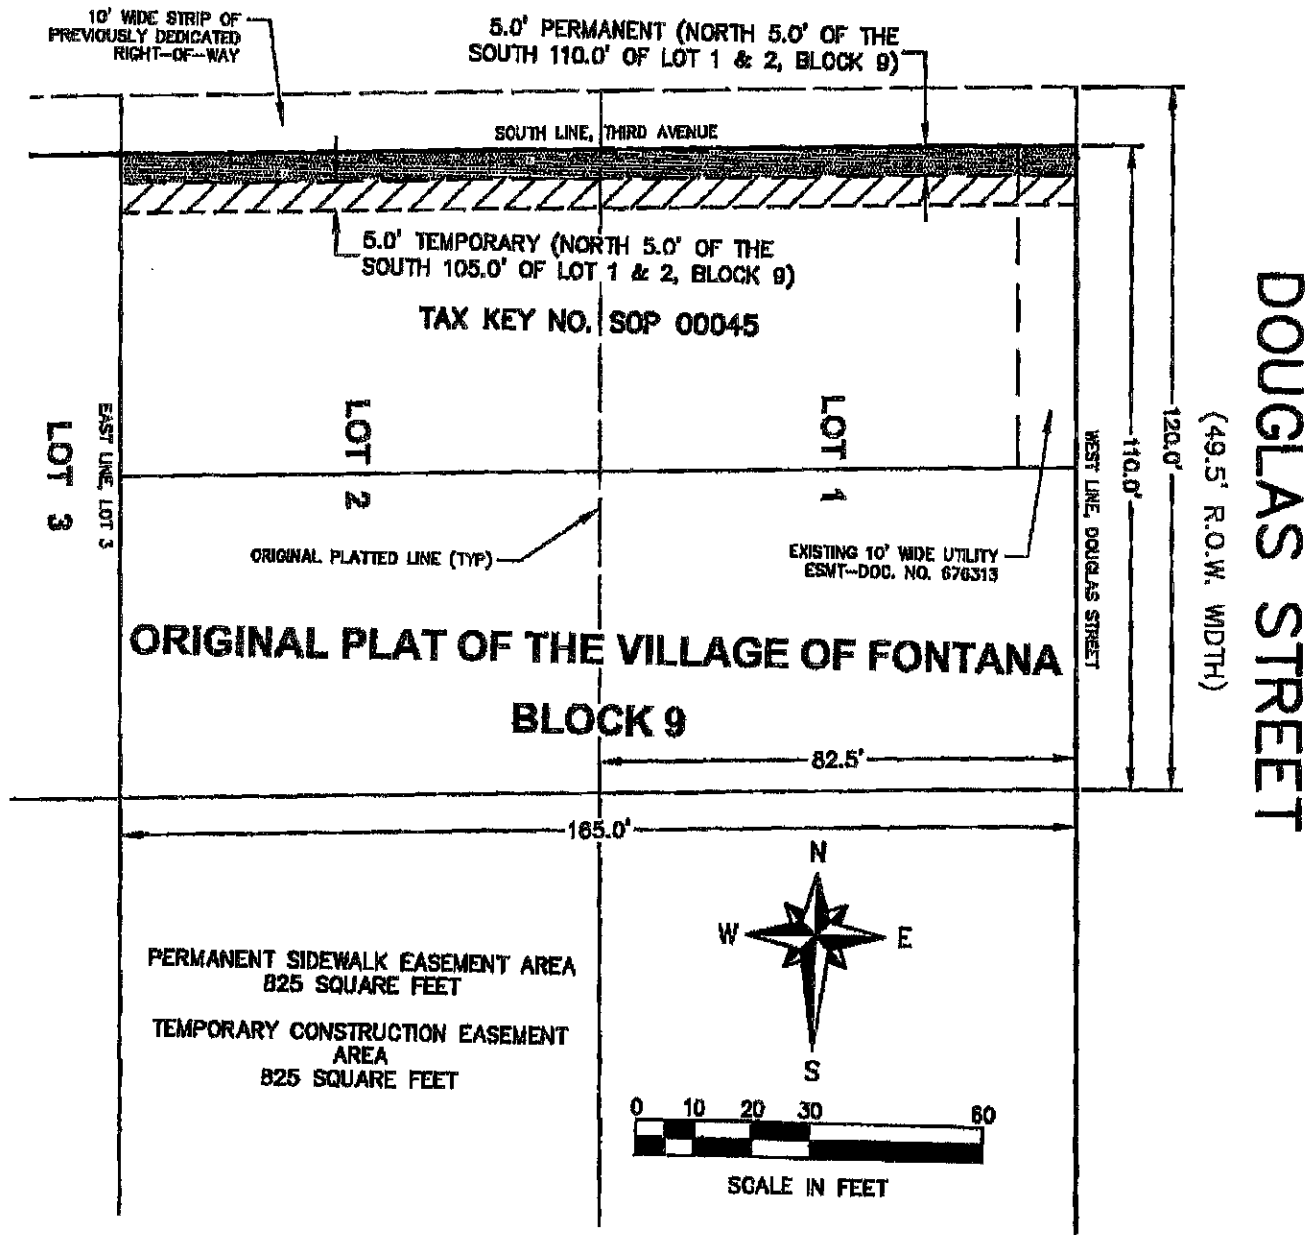 10' WIDE STRIP OF
PREVIOUSLY DEDICATED
RIGHT-OF-WAY
5.0' PERMANENT (NORTH 5.0' OF THE
SOUTH 110.0' OF LOT 1 & 2, BLOCK 9)
SOUTH LINE, THIRD AVENUE
5.0' TEMPORARY (NORTH 5.0' OF THE
SOUTH 105.0' OF LOT 1 & 2, BLOCK 9)
TAX KEY NO. SOP 00045
LOT 3
EAST LINE, LOT 3
LOT 2
LOT 1
WEST LINE, DOUGLAS STREET
110.0'
120.0'
(49.5' R.O.W. WIDTH)
DOUGLAS STREET
ORIGINAL PLATTED LINE (TYP)
EXISTING 10' WIDE UTILITY
ESMT-DOC. NO. 676313
ORIGINAL PLAT OF THE VILLAGE OF FONTANA
BLOCK 9
82.5'
165.0'
N
W E
S
PERMANENT SIDEWALK EASEMENT AREA
825 SQUARE FEET
TEMPORARY CONSTRUCTION EASEMENT
AREA
825 SQUARE FEET
0 10 20 30 60
SCALE IN FEET